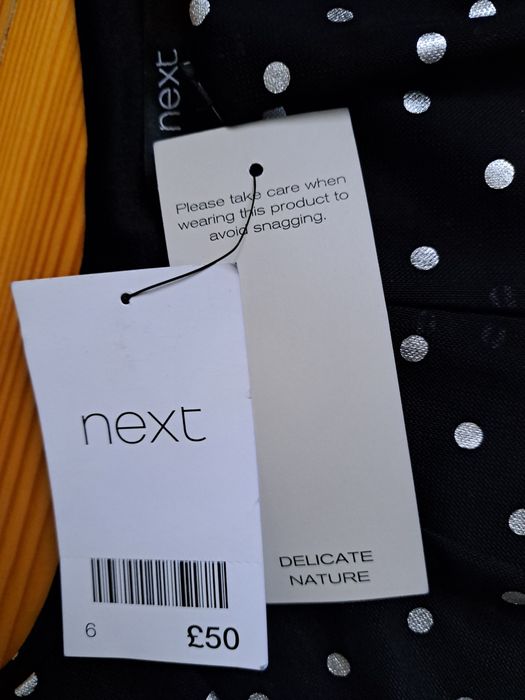 next
Please take care when
wearing this product to
avoid snagging.
next
DELICATE
NATURE
6
£50